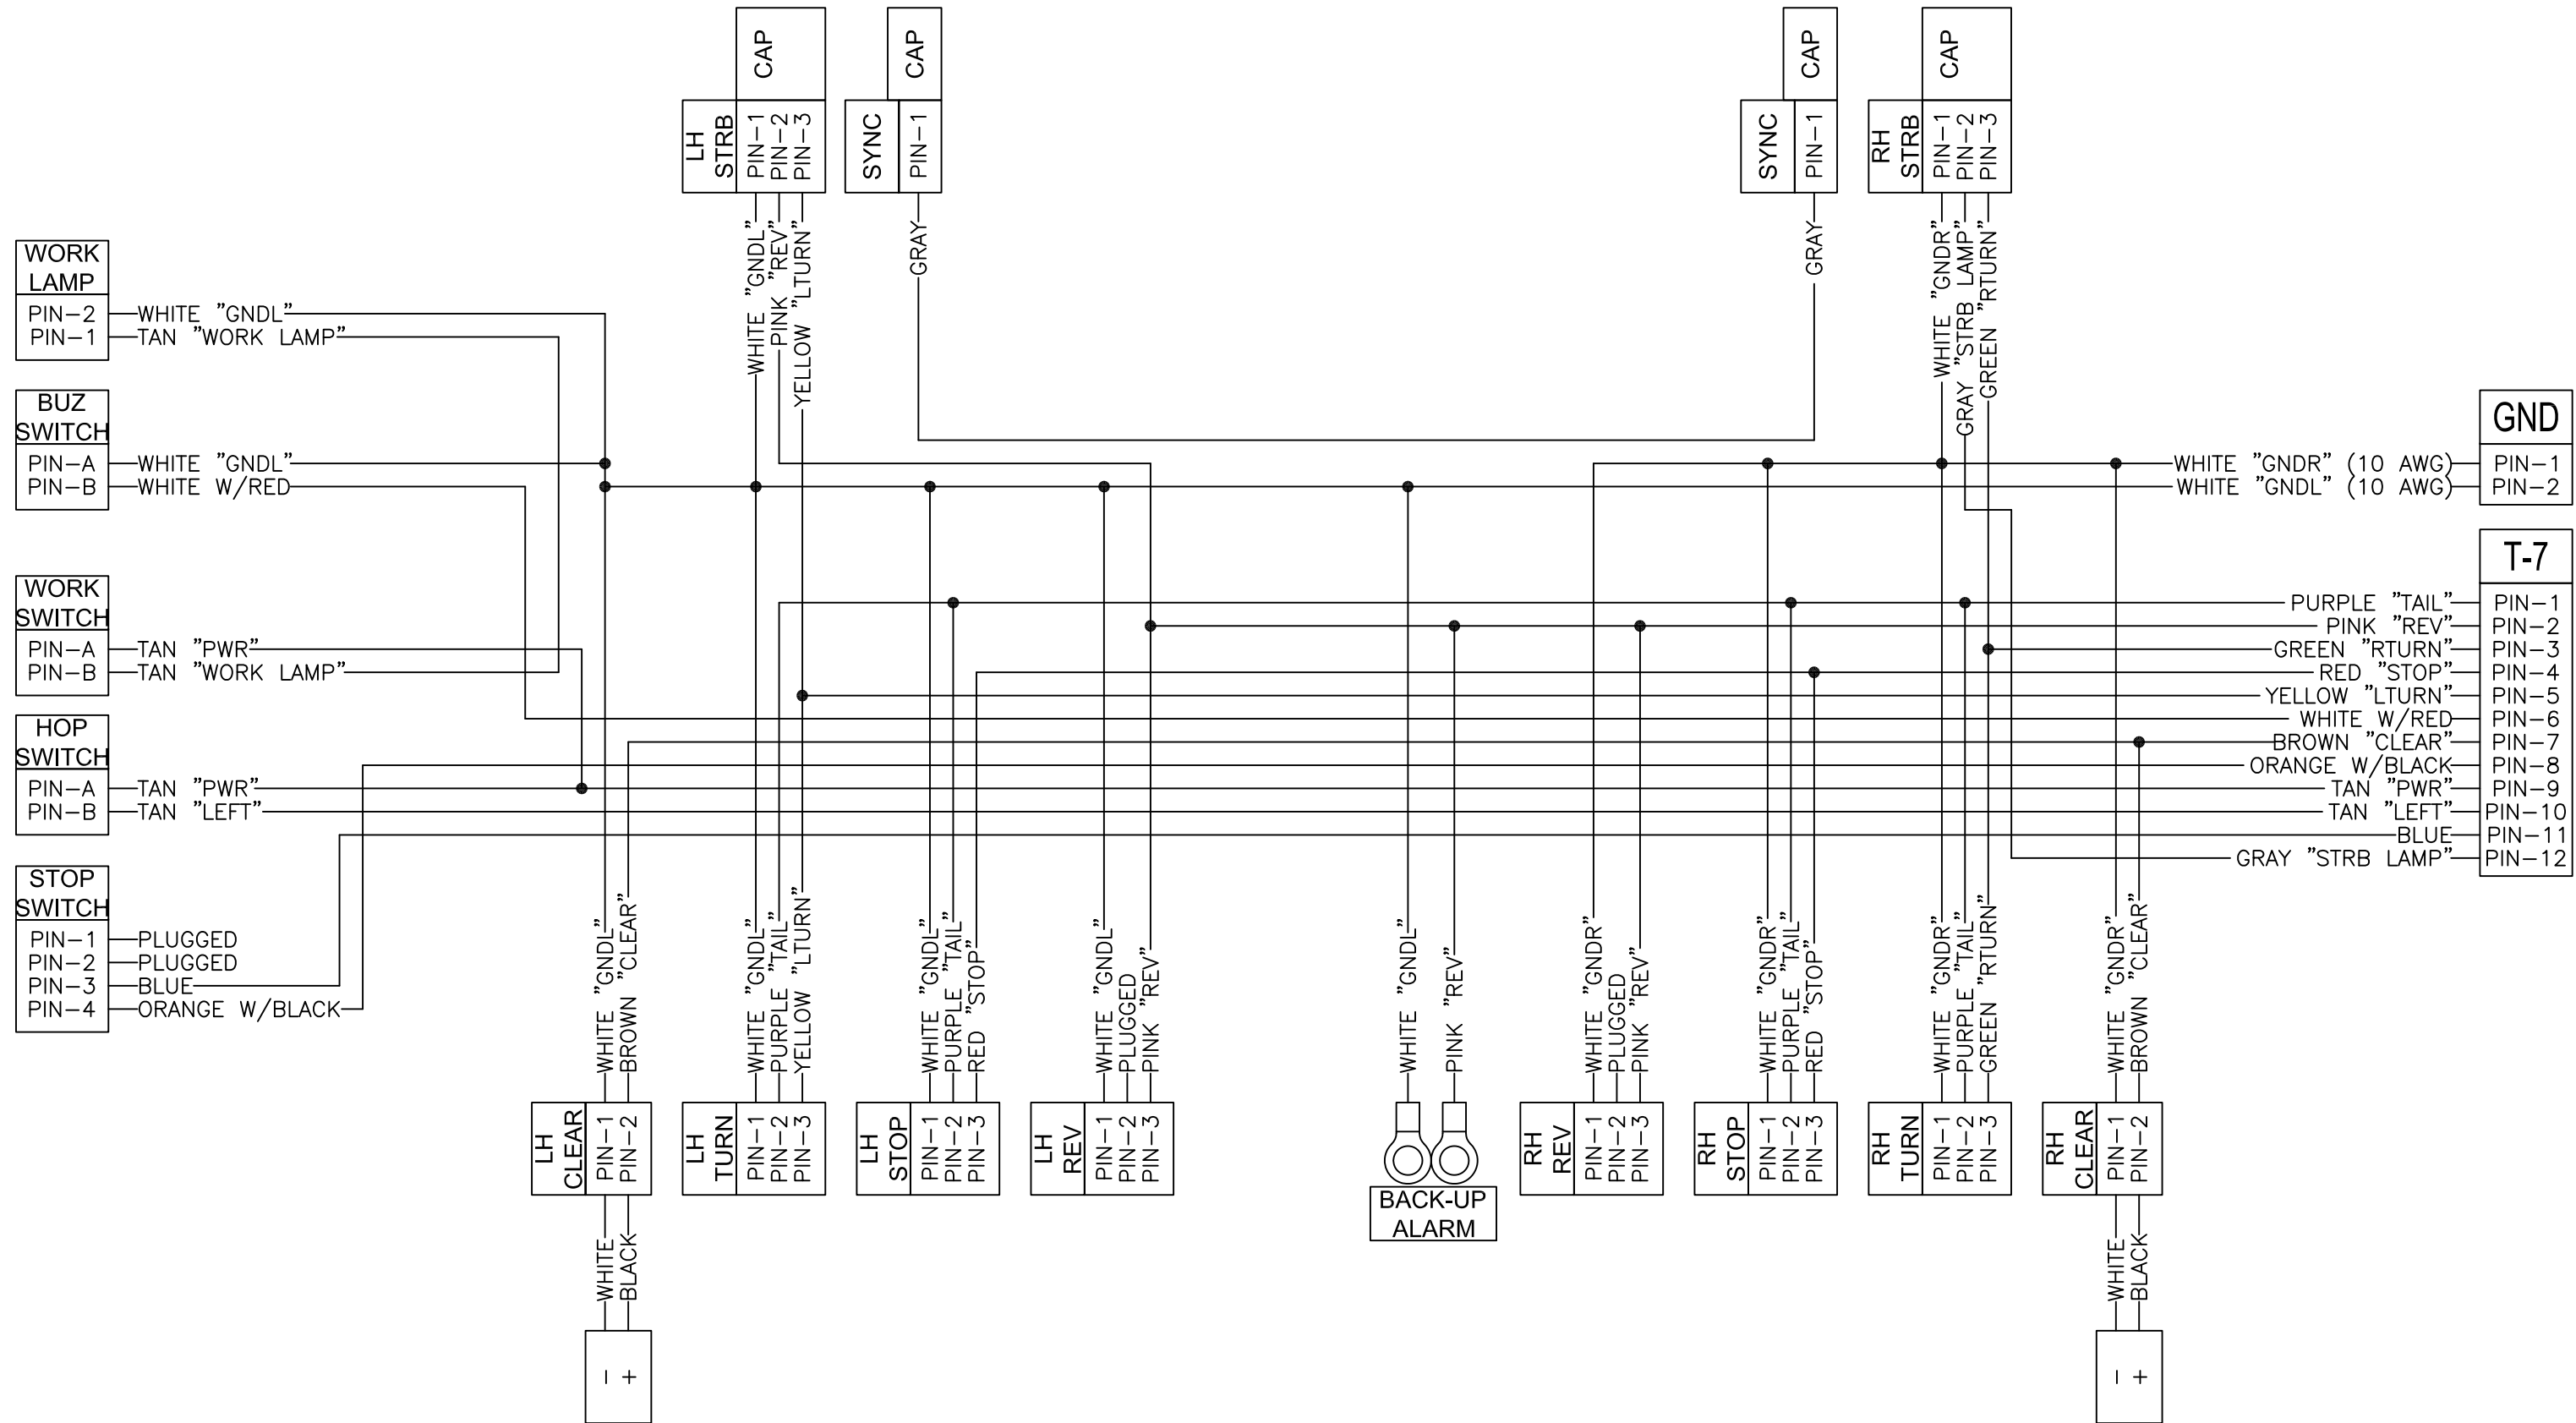 CAP
CAP
CAP
CAP
LH
STRB
PIN-1
PIN-2
PIN-3
SYNC
PIN-1
SYNC
PIN-1
RH
STRB
PIN-1
PIN-2
PIN-3
WHITE "GNDL"
PINK "REV"
YELLOW "LTURN"
GRAY
GRAY
WHITE "GNDR"
GRAY "STRB LAMP"
GREEN "RTURN"
WORK
LAMP
PIN-2 WHITE "GNDL"
PIN-1 TAN "WORK LAMP"
BUZ
SWITCH
PIN-A WHITE "GNDL"
PIN-B WHITE W/RED
WORK
SWITCH
PIN-A TAN "PWR"
PIN-B TAN "WORK LAMP"
HOP
SWITCH
PIN-A TAN "PWR"
PIN-B TAN "LEFT"
STOP
SWITCH
PIN-1 PLUGGED
PIN-2 PLUGGED
PIN-3 BLUE
PIN-4 ORANGE W/BLACK
GND
WHITE "GNDR" (10 AWG) PIN-1
WHITE "GNDL" (10 AWG) PIN-2
T-7
PURPLE "TAIL" PIN-1
PINK "REV" PIN-2
GREEN "RTURN" PIN-3
RED "STOP" PIN-4
YELLOW "LTURN" PIN-5
WHITE W/RED PIN-6
BROWN "CLEAR" PIN-7
ORANGE W/BLACK PIN-8
TAN "PWR" PIN-9
TAN "LEFT" PIN-10
BLUE PIN-11
GRAY "STRB LAMP" PIN-12
WHITE "GNDL"
BROWN "CLEAR"
WHITE "GNDL"
PURPLE "TAIL"
YELLOW "LTURN"
WHITE "GNDL"
PURPLE "TAIL"
RED "STOP"
WHITE "GNDL"
PLUGGED
PINK "REV"
WHITE "GNDL"
PINK "REV"
WHITE "GNDR"
PLUGGED
PINK "REV"
WHITE "GNDR"
PURPLE "TAIL"
RED "STOP"
WHITE "GNDR"
PURPLE "TAIL"
GREEN "RTURN"
WHITE "GNDR"
BROWN "CLEAR"
LH
CLEAR
PIN-1
PIN-2
LH
TURN
PIN-1
PIN-2
PIN-3
LH
STOP
PIN-1
PIN-2
PIN-3
LH
REV
PIN-1
PIN-2
PIN-3
BACK-UP
ALARM
RH
REV
PIN-1
PIN-2
PIN-3
RH
STOP
PIN-1
PIN-2
PIN-3
RH
TURN
PIN-1
PIN-2
PIN-3
RH
CLEAR
PIN-1
PIN-2
WHITE
BLACK
WHITE
BLACK
-
+
-
+